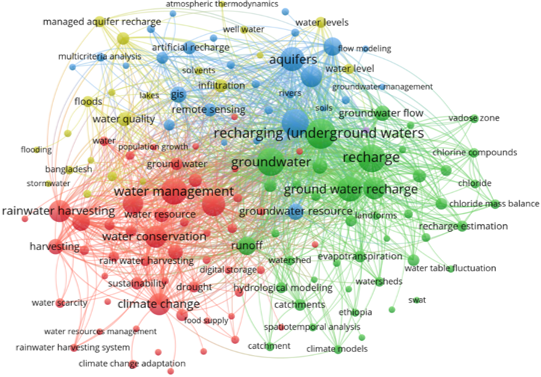 atmospheric thermodynamics
managed aquifer recharge
water levels
well water
artificial recharge
flow modeling
multicriteria analysis
aquifers
solvents
water level
lakes
gis
infiltration
rivers
groundwater management
floods
remote sensing
soils
groundwater flow
water quality
vadose zone
recharging (underground waters
water
population growth
flooding
chlorine compounds
ground water
groundwater
recharge
bangladesh
stormwater
chloride
water management
ground water recharge
chloride mass balance
rainwater harvesting
water resource
groundwater resource
landforms
recharge estimation
water conservation
harvesting
runoff
rain water harvesting
watershed
evapotranspiration
digital storage
water table fluctuation
sustainability
drought
hydrological modeling
watersheds
water scarcity
climate change
catchments
swat
ethiopia
food supply
spatiotemporal analysis
water resources management
rainwater harvesting system
catchment
climate models
climate change adaptation